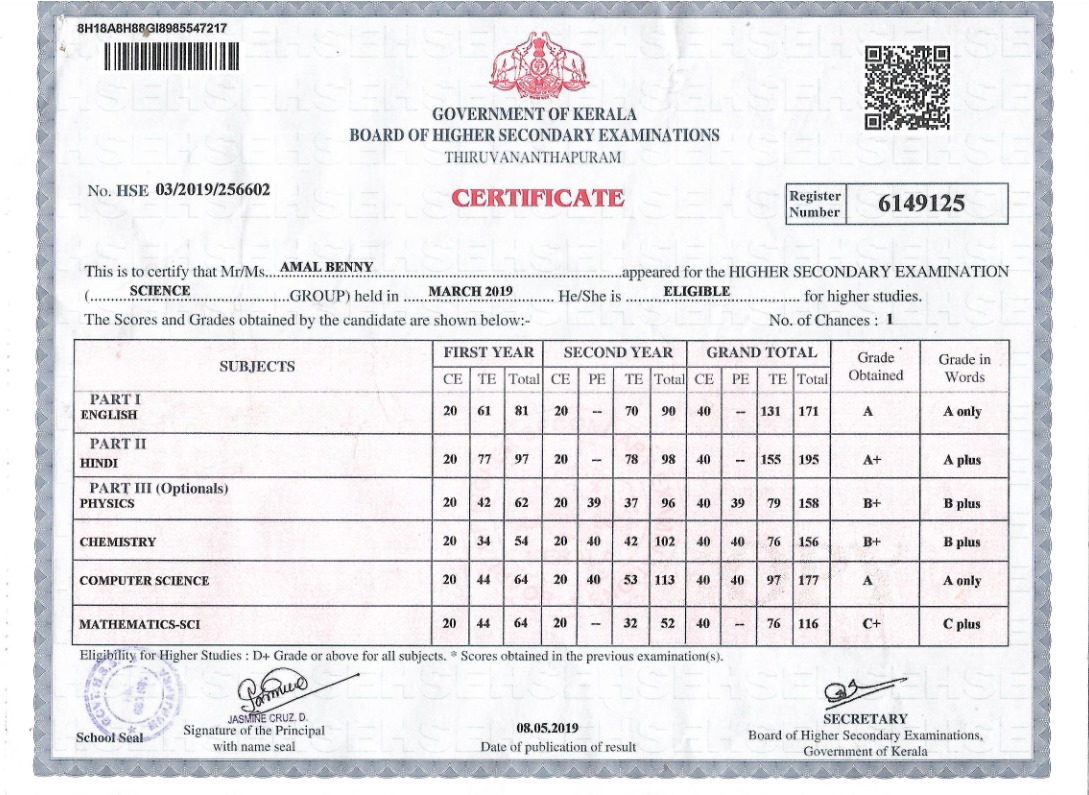 8H18A8H88GI8985547217
GOVERNMENT OF KERALA
BOARD OF HIGHER SECONDARY EXAMINATIONS
THIRUVANANTHAPURAM
No. HSE 03/2019/256602
CERTIFICATE
Register Number 6149125
This is to certify that Mr/Ms... AMAL BENNY ...appeared for the HIGHER SECONDARY EXAMINATION
(... SCIENCE ...GROUP) held in ... MARCH 2019 ... He/She is ... ELIGIBLE ... for higher studies.
The Scores and Grades obtained by the candidate are shown below:- No. of Chances : 1
SUBJECTS FIRST YEAR SECOND YEAR GRAND TOTAL Grade Obtained Grade in Words
CE TE Total CE PE TE Total CE PE TE Total
PART I
ENGLISH 20 61 81 20 -- 70 90 40 -- 131 171 A A only
PART II
HINDI 20 77 97 20 -- 78 98 40 -- 155 195 A+ A plus
PART III (Optionals)
PHYSICS 20 42 62 20 39 37 96 40 39 79 158 B+ B plus
CHEMISTRY 20 34 54 20 40 42 102 40 40 76 156 B+ B plus
COMPUTER SCIENCE 20 44 64 20 40 53 113 40 40 97 177 A A only
MATHEMATICS-SCI 20 44 64 20 -- 32 52 40 -- 76 116 C+ C plus
Eligibility for Higher Studies : D+ Grade or above for all subjects. * Scores obtained in the previous examination(s).
School Seal
JASMINE CRUZ. D.
Signature of the Principal
with name seal
08.05.2019
Date of publication of result
SECRETARY
Board of Higher Secondary Examinations,
Government of Kerala